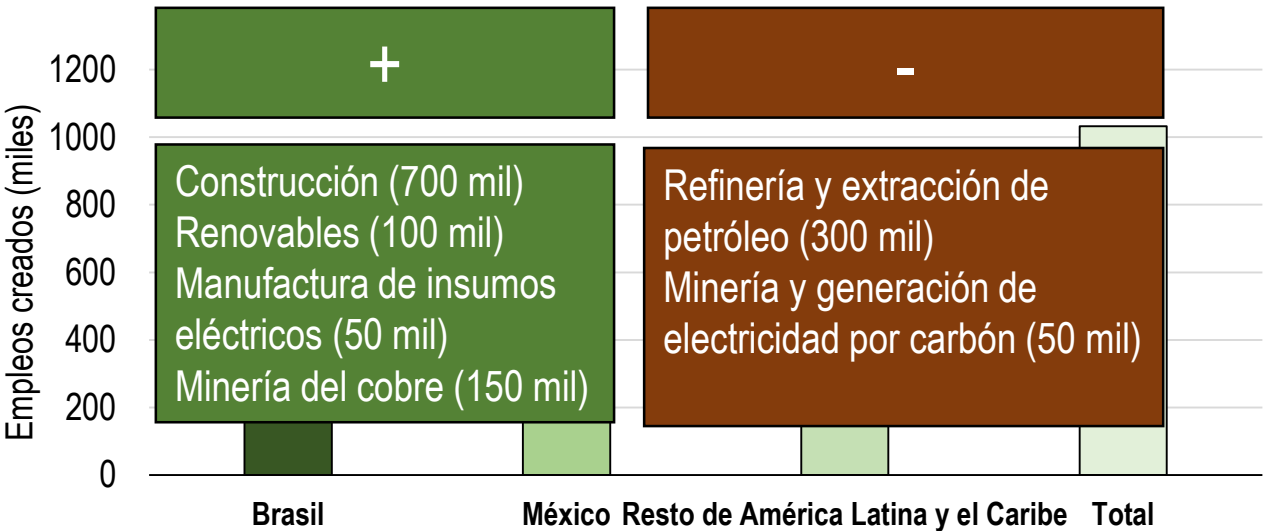 +
-
1200
1000
800
600
400
200
0
Empleos creados (miles)
Construcción (700 mil)
Renovables (100 mil)
Manufactura de insumos
eléctricos (50 mil)
Minería del cobre (150 mil)
Refinería y extracción de
petróleo (300 mil)
Minería y generación de
electricidad por carbón (50 mil)
Brasil
México
Resto de América Latina y el Caribe
Total